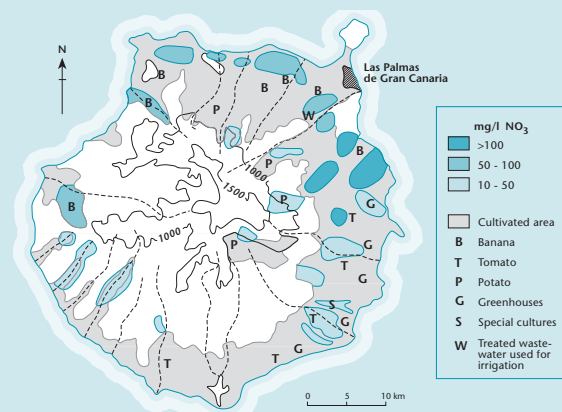 N
Las Palmas
de Gran Canaria
B
B
B
B
B
B
B
P
W
P
1000
1500
P
B
G
B
T
P
G
1000
T
G
S
T
G
G
T
T
mg/l NO3
>100
50 - 100
10 - 50
Cultivated area
B Banana
T Tomato
P Potato
G Greenhouses
S Special cultures
W Treated waste-
water used for
irrigation
0 5 10 km